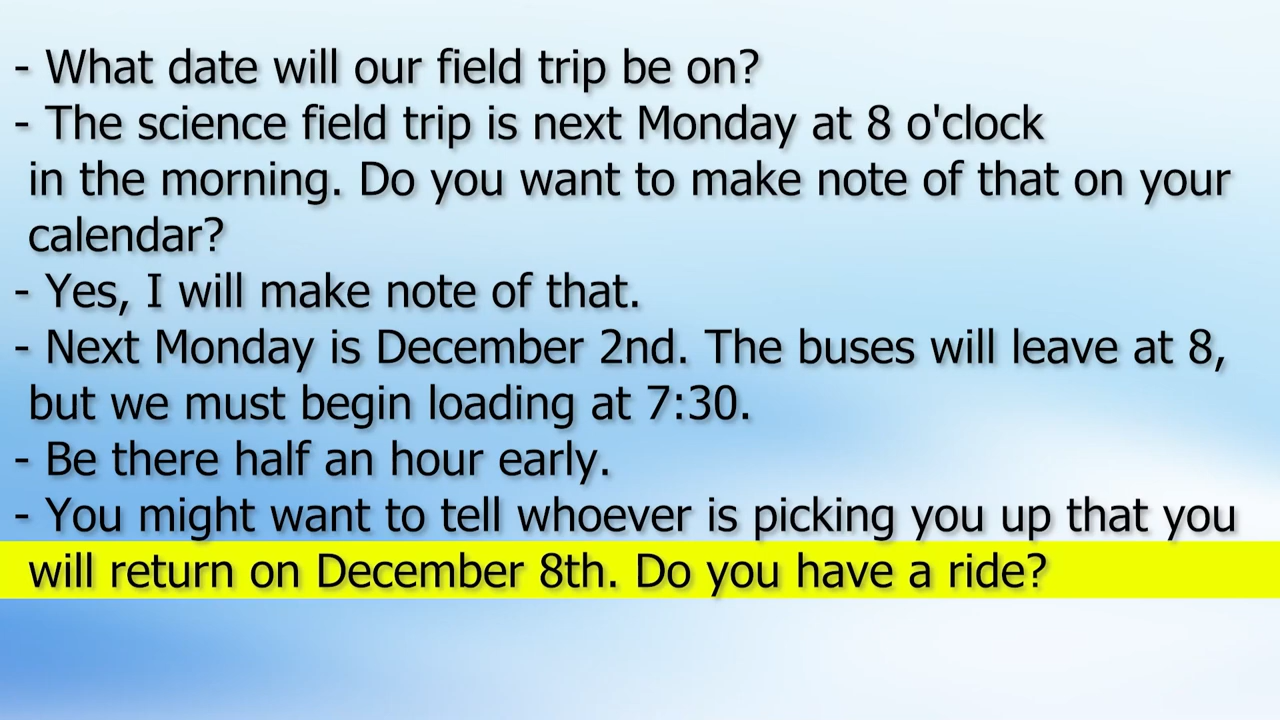 - What date will our field trip be on?
- The science field trip is next Monday at 8 o'clock
in the morning. Do you want to make note of that on your
calendar?
- Yes, I will make note of that.
- Next Monday is December 2nd. The buses will leave at 8,
but we must begin loading at 7:30.
- Be there half an hour early.
- You might want to tell whoever is picking you up that you
will return on December 8th. Do you have a ride?